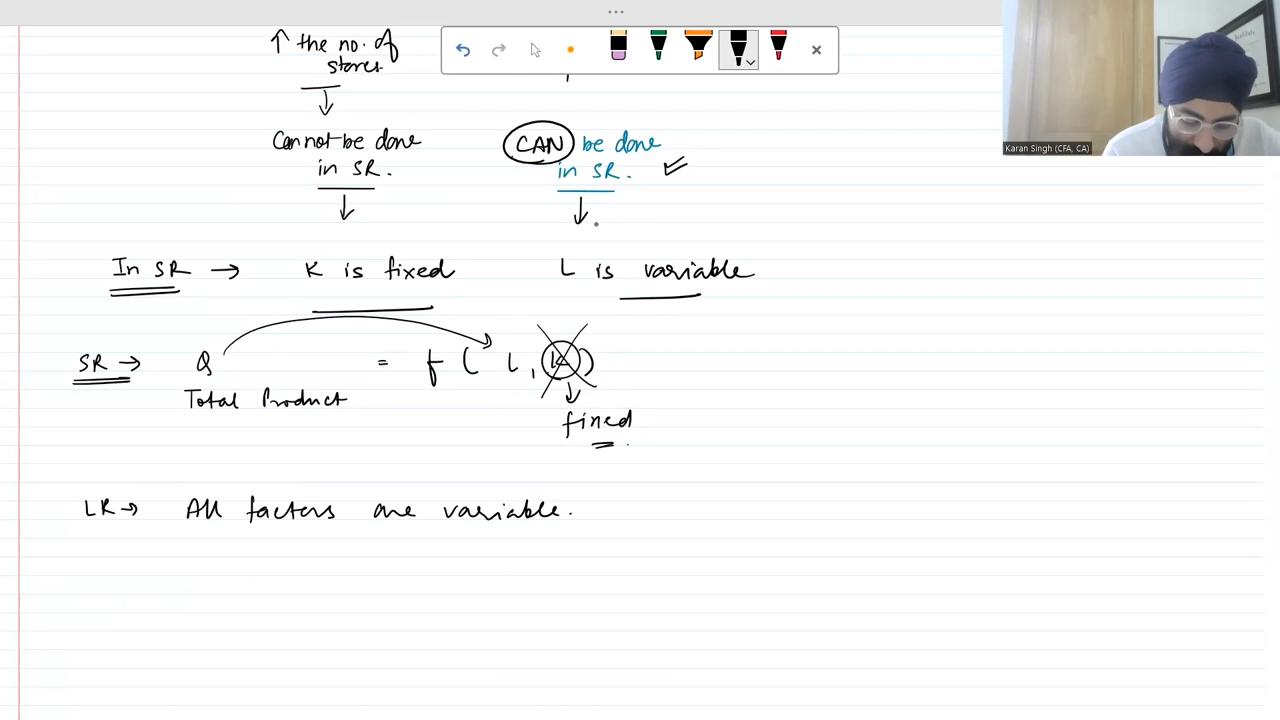 ↑ the no. of
stores
↓
Cannot be done
in SR.
↓
CAN be done
in SR. ✓
↓
In SR → K is fixed L is variable
SR → Q = f ( L, K )
Total Product
↓
fixed
LR → All factors are variable.
Karan Singh (CFA, CA)